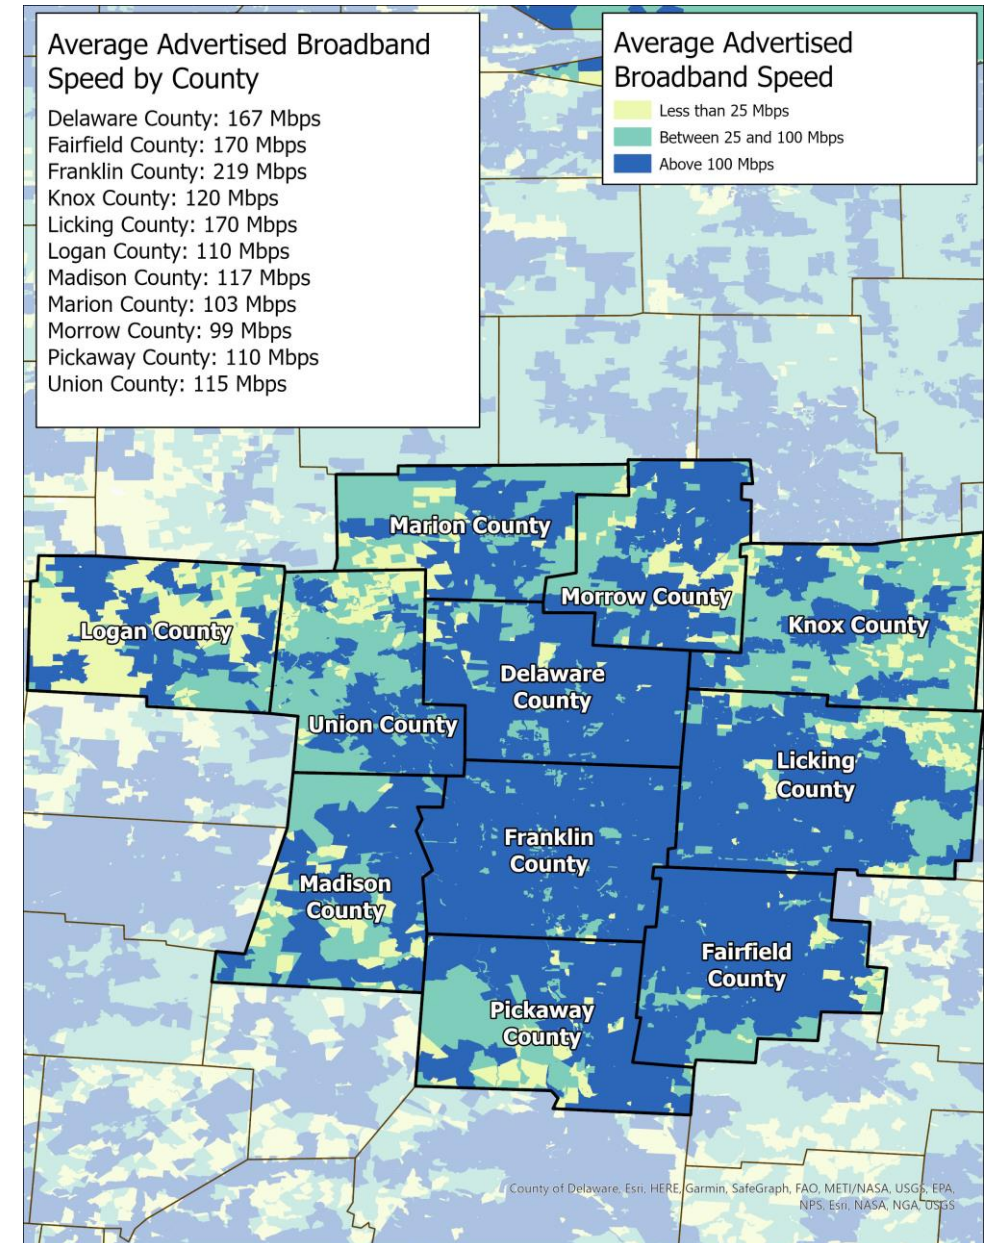 Average Advertised Broadband
Speed by County
Delaware County: 167 Mbps
Fairfield County: 170 Mbps
Franklin County: 219 Mbps
Knox County: 120 Mbps
Licking County: 170 Mbps
Logan County: 110 Mbps
Madison County: 117 Mbps
Marion County: 103 Mbps
Morrow County: 99 Mbps
Pickaway County: 110 Mbps
Union County: 115 Mbps
Average Advertised
Broadband Speed
Less than 25 Mbps
Between 25 and 100 Mbps
Above 100 Mbps
Marion County
Morrow County
Logan County
Knox County
Delaware
County
Union County
Licking
County
Franklin
County
Madison
County
Fairfield
County
Pickaway
County
County of Delaware, Esri, HERE, Garmin, SafeGraph, FAO, METI/NASA, USGS, EPA,
NPS, Esri, NASA, NGA, USGS